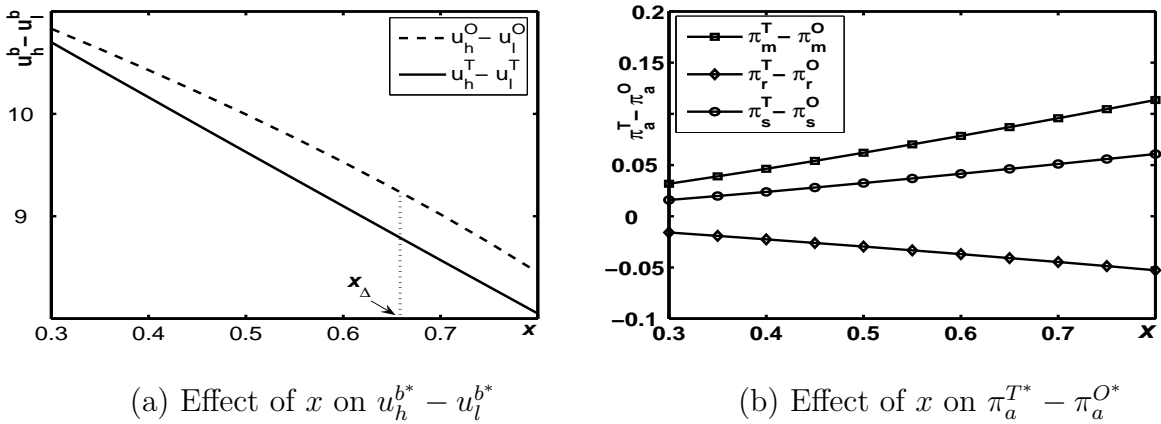 u_h^b – u_l^b
10
9
0.3 0.4 0.5 0.6 0.7 x
x_Δ
u_h^O – u_l^O
u_h^T – u_l^T
(a) Effect of x on u_h^{b*} − u_l^{b*}
π_a^T – π_a^O
0.2
0.15
0.1
0.05
0
−0.05
−0.1
0.3 0.4 0.5 0.6 0.7 x
π_m^T – π_m^O
π_r^T – π_r^O
π_s^T – π_s^O
(b) Effect of x on π_a^{T*} − π_a^{O*}